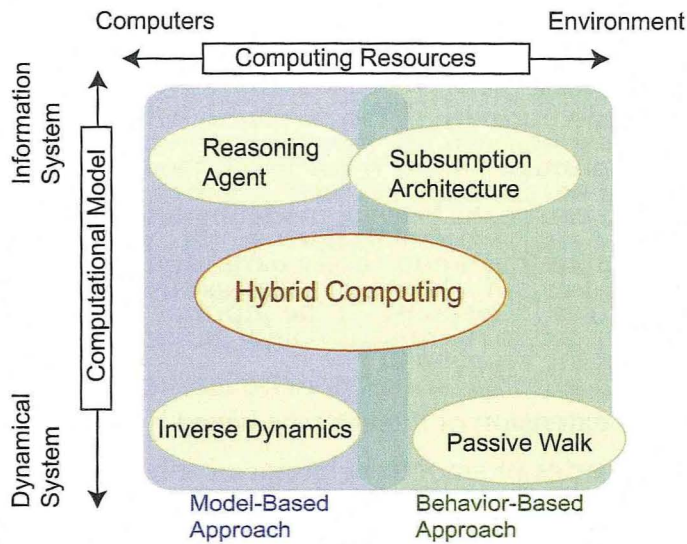 Computers
Environment
Computing Resources
Information
System
Computational Model
Dynamical
System
Reasoning
Agent
Subsumption
Architecture
Hybrid Computing
Inverse Dynamics
Passive Walk
Model-Based
Approach
Behavior-Based
Approach